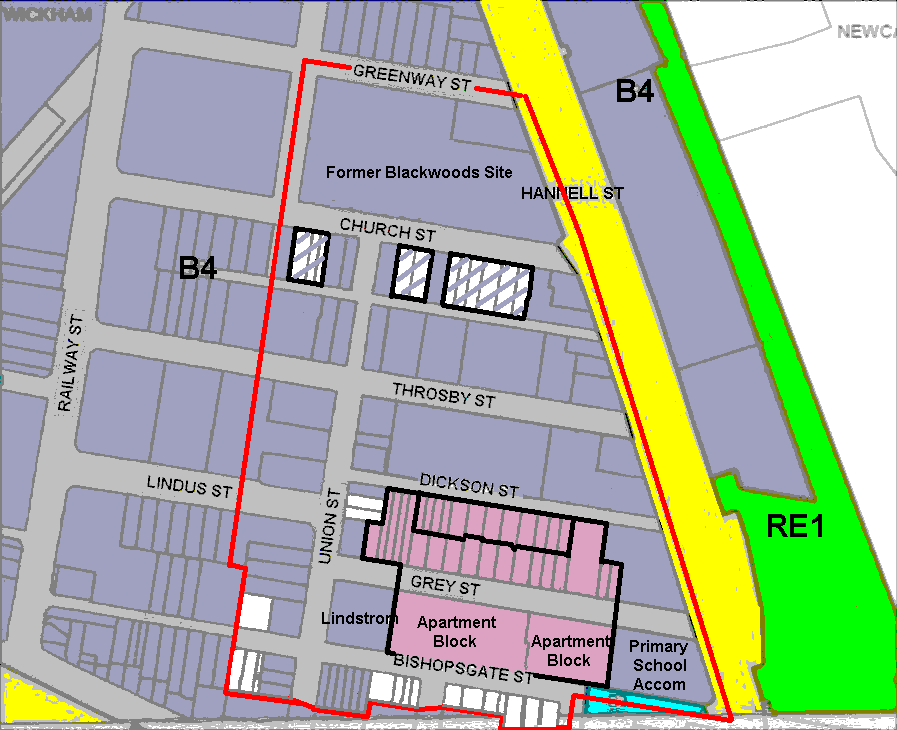 WICKHAM
NEWCA
GREENWAY ST
B4
Former Blackwoods Site
HANNELL ST
CHURCH ST
B4
RAILWAY ST
THROSBY ST
LINDUS ST
DICKSON ST
UNION ST
RE1
GREY ST
Lindstrom
Apartment
Block
Apartment
Block
Primary
School
Accom
BISHOPSGATE ST